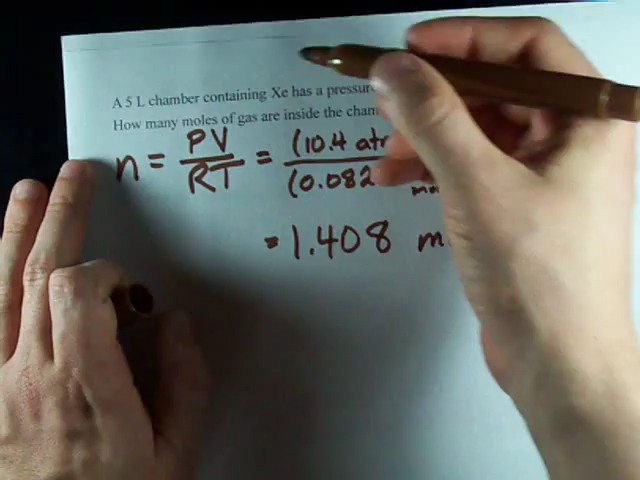 A 5 L chamber containing Xe has a pressure
How many moles of gas are inside the
n = PV/RT = (10.4 atm
(0.082
= 1.408